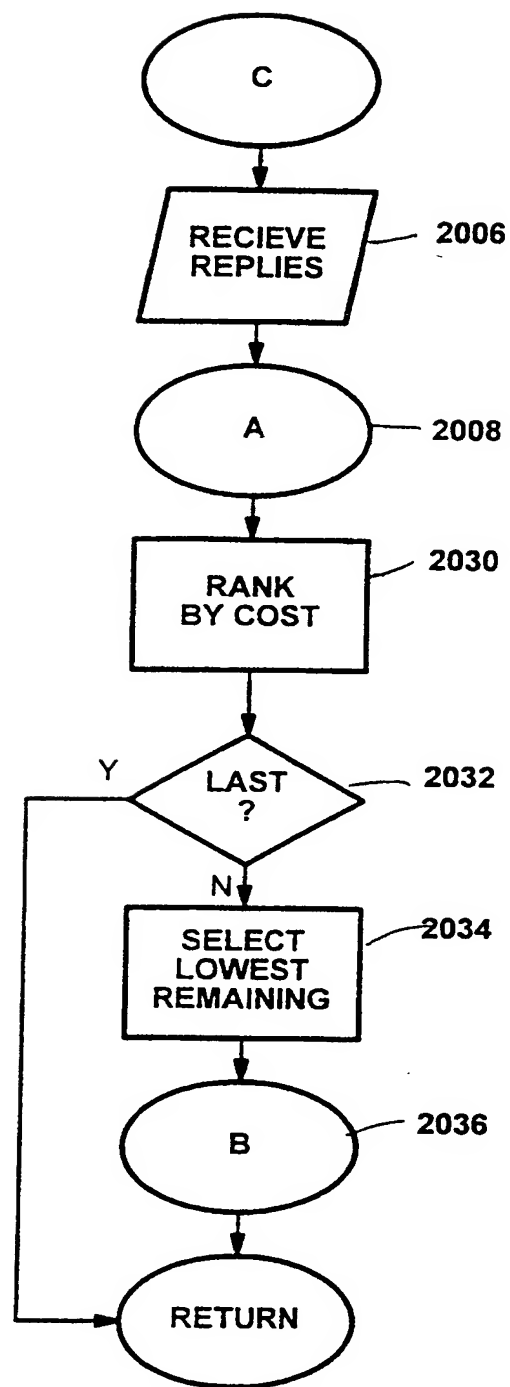 C
RECIEVE
REPLIES
2006
A
2008
RANK
BY COST
2030
LAST
?
2032
Y
N
SELECT
LOWEST
REMAINING
2034
B
2036
RETURN